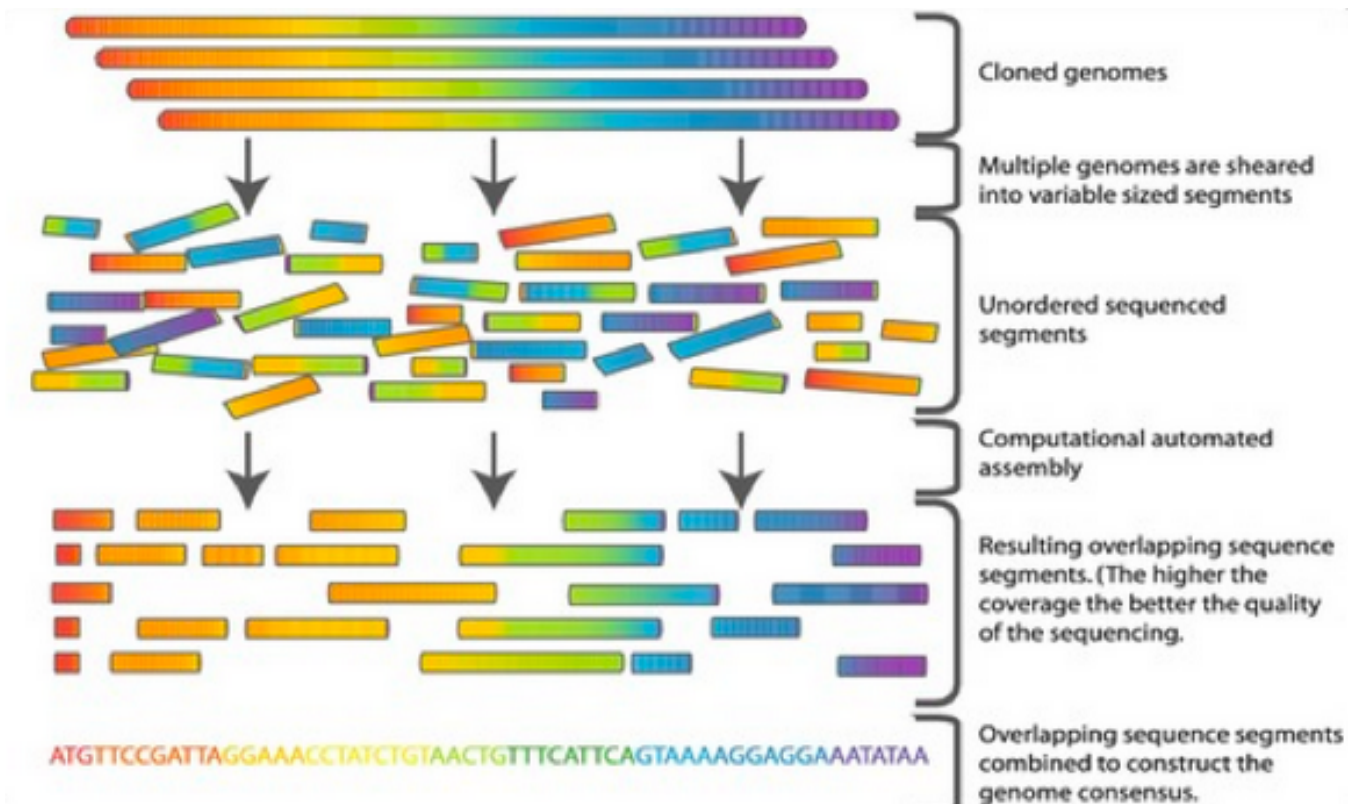 Cloned genomes
Multiple genomes are sheared
into variable sized segments
Unordered sequenced
segments
Computational automated
assembly
Resulting overlapping sequence
segments. (The higher the
coverage the better the quality
of the sequencing.
ATGTTCCGATTAGGAAACCTATCTGTAACTGTTTCATTCAGTAAAAGGAGGAAATATAA
Overlapping sequence segments
combined to construct the
genome consensus.